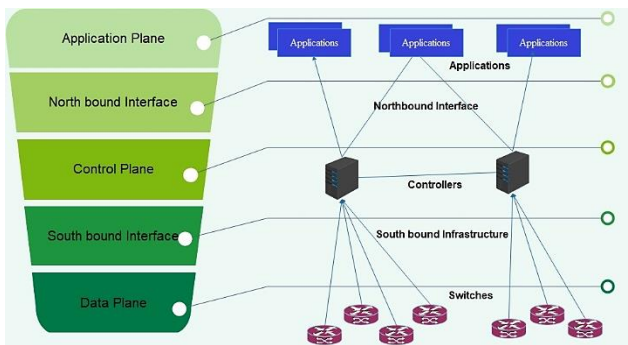 Application Plane
North bound Interface
Control Plane
South bound Interface
Data Plane
Applications
Applications
Applications
Applications
Northbound Interface
Controllers
South bound Infrastructure
Switches